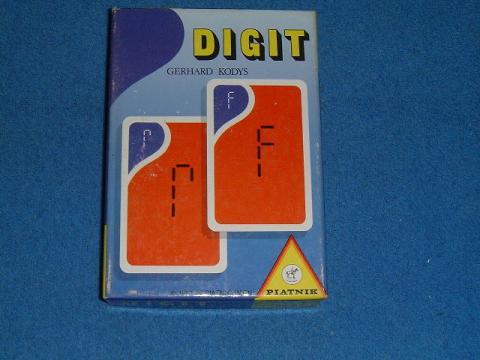 DIGIT
GERHARD KODYS
PIATNIK